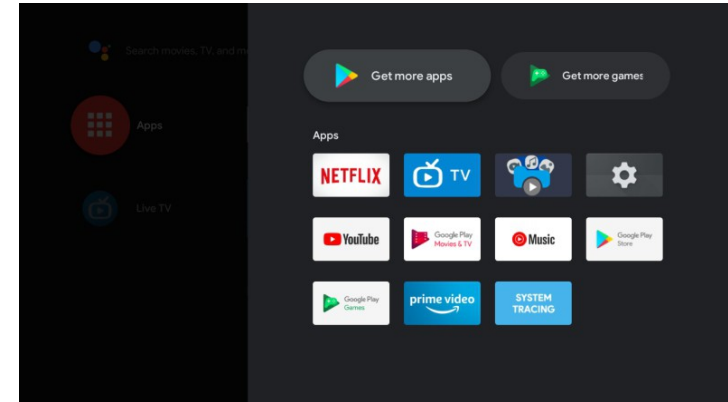 Search movies, TV, and m
Get more apps
Get more games
Apps
Apps
NETFLIX
TV
YouTube
Google Play
Movies & TV
Music
Google Play
Store
Live TV
Google Play
Games
prime video
SYSTEM
TRACING